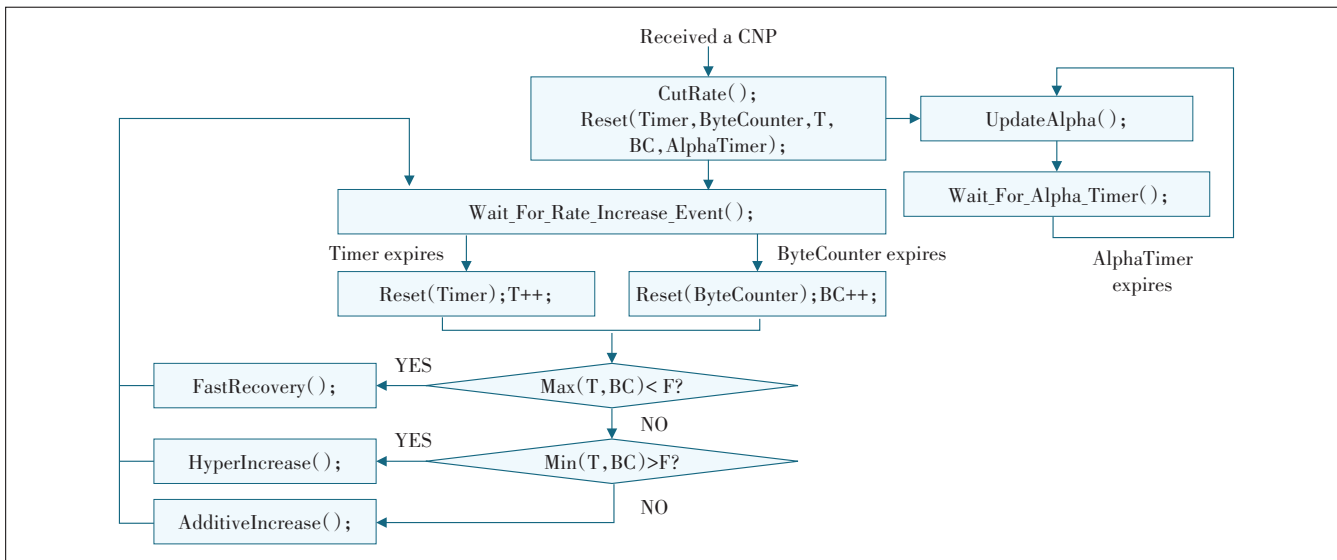 Received a CNP
CutRate();
Reset(Timer,ByteCounter,T,
BC,AlphaTimer);
UpdateAlpha();
Wait_For_Alpha_Timer();
AlphaTimer
expires
Wait_For_Rate_Increase_Event();
Timer expires
ByteCounter expires
Reset(Timer);T++;
Reset(ByteCounter);BC++;
Max(T,BC)< F?
YES
FastRecovery();
NO
Min(T,BC)>F?
YES
HyperIncrease();
NO
AdditiveIncrease();